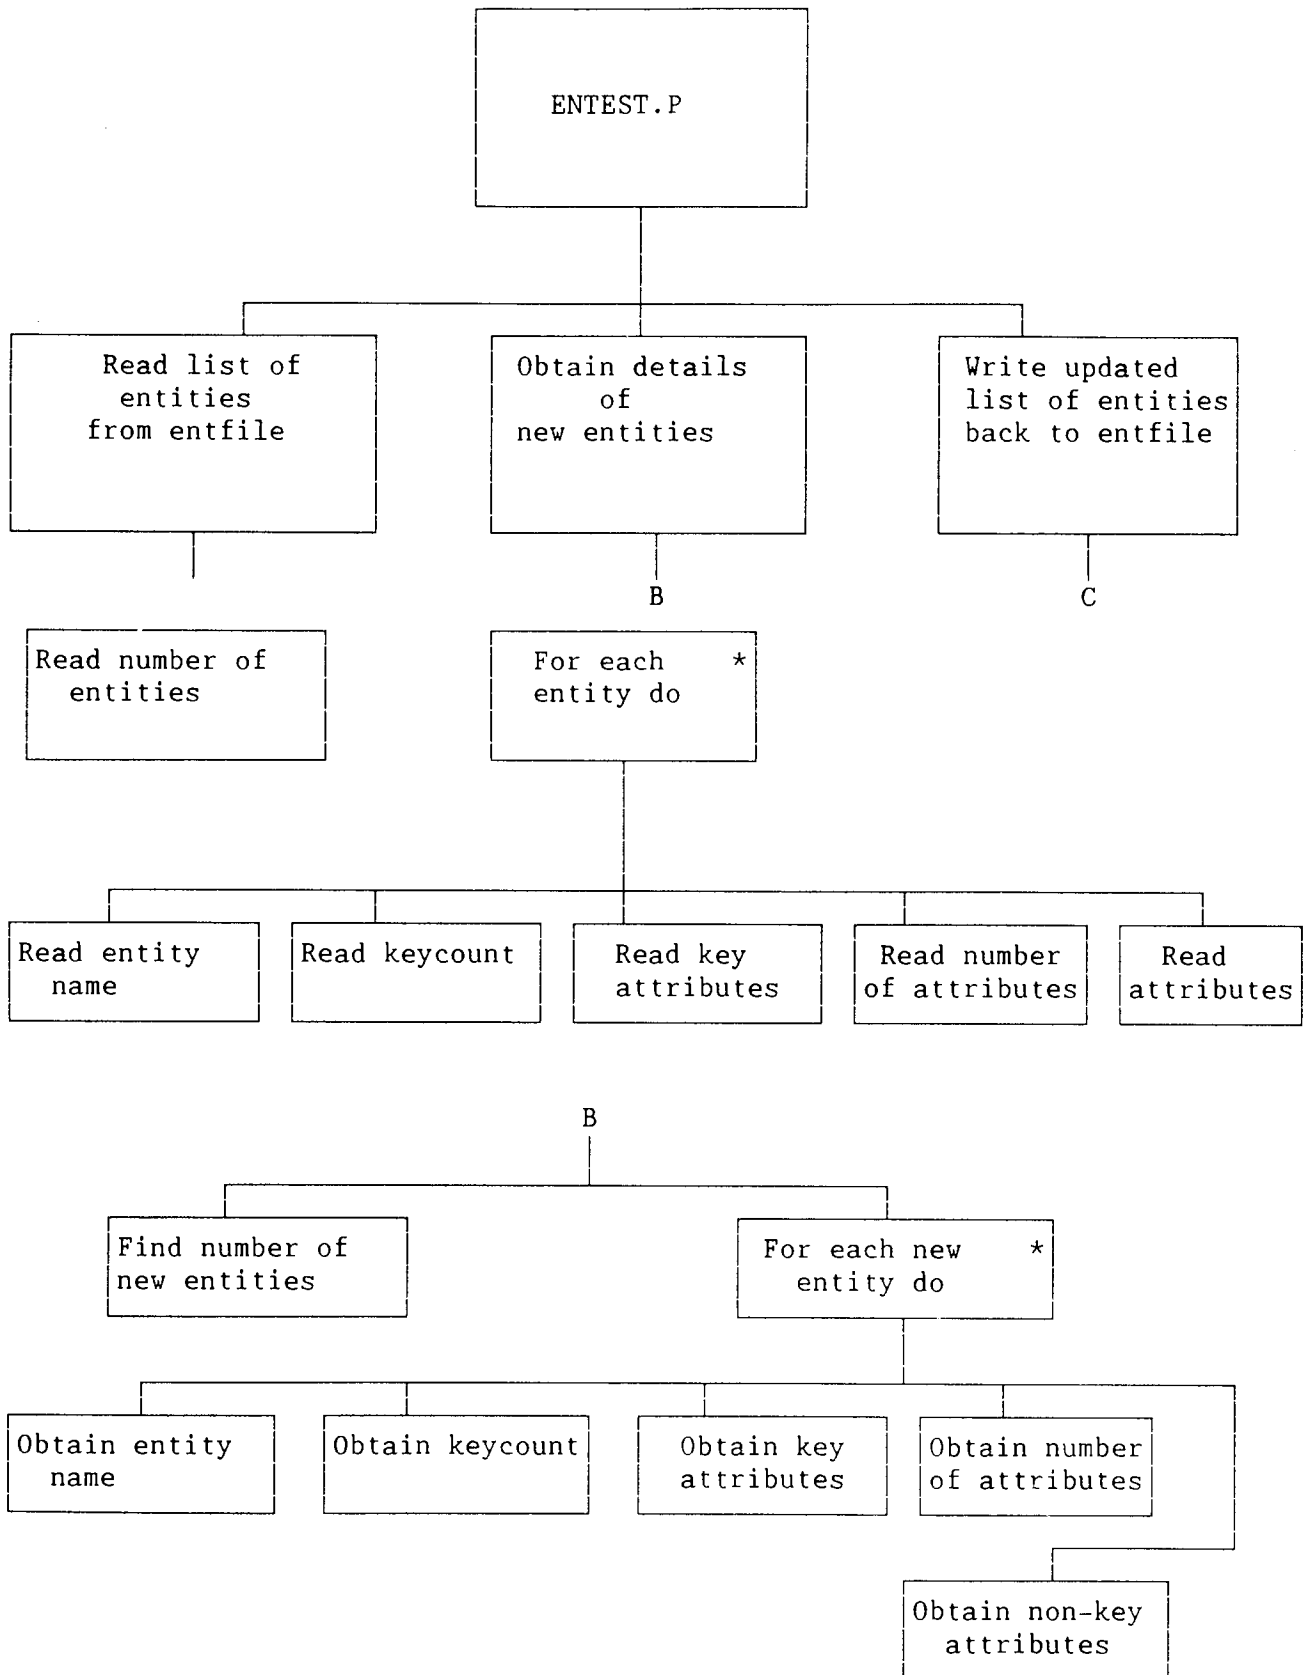 ENTEST.P
Read list of
entities
from entfile
Obtain details
of
new entities
Write updated
list of entities
back to entfile
B
C
Read number of
entities
For each *
entity do
Read entity
name
Read keycount
Read key
attributes
Read number
of attributes
Read
attributes
B
Find number of
new entities
For each new *
entity do
Obtain entity
name
Obtain keycount
Obtain key
attributes
Obtain number
of attributes
Obtain non-key
attributes